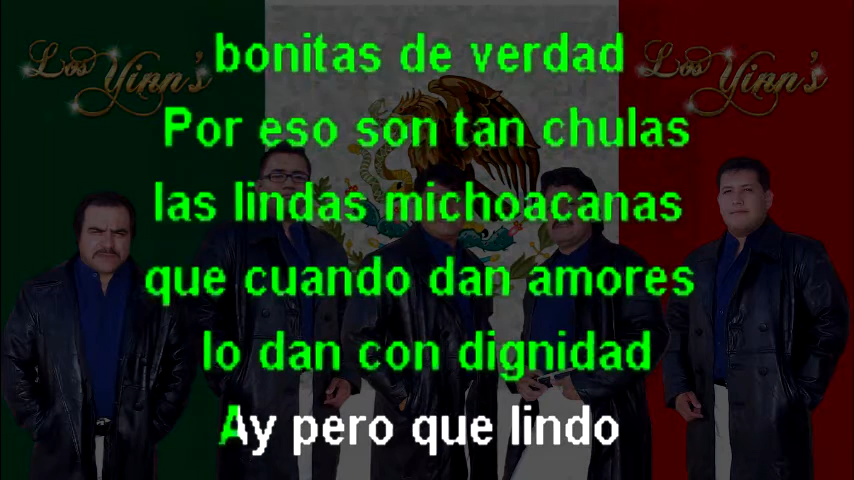 Los Yinn's
Los Yinn's
bonitas de verdad
Por eso son tan chulas
las lindas michoacanas
que cuando dan amores
lo dan con dignidad
Ay pero que lindo